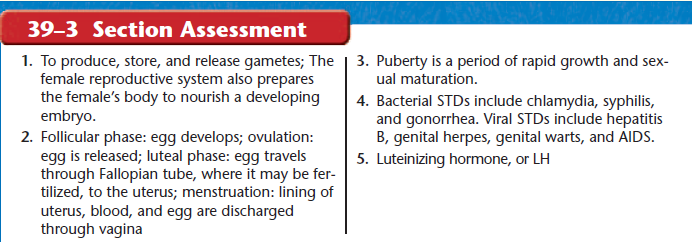 39–3 Section Assessment
1. To produce, store, and release gametes; The
female reproductive system also prepares
the female's body to nourish a developing
embryo.
2. Follicular phase: egg develops; ovulation:
egg is released; luteal phase: egg travels
through Fallopian tube, where it may be fer-
tilized, to the uterus; menstruation: lining of
uterus, blood, and egg are discharged
through vagina
3. Puberty is a period of rapid growth and sex-
ual maturation.
4. Bacterial STDs include chlamydia, syphilis,
and gonorrhea. Viral STDs include hepatitis
B, genital herpes, genital warts, and AIDS.
5. Luteinizing hormone, or LH